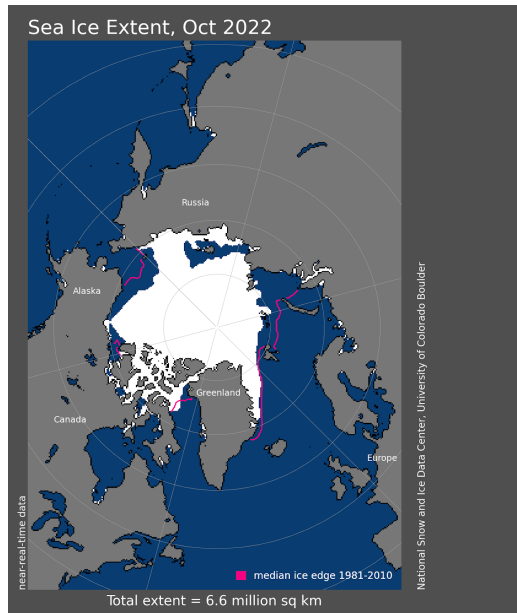 Sea Ice Extent, Oct 2022
Russia
Alaska
Greenland
Canada
Europe
near-real-time data
National Snow and Ice Data Center, University of Colorado Boulder
median ice edge 1981-2010
Total extent = 6.6 million sq km